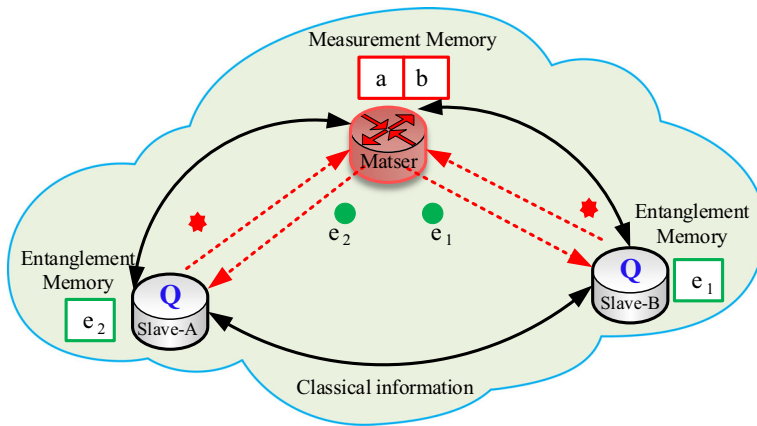 Measurement Memory
a b
Matser
e2 e1
Entanglement
Memory
Entanglement
Memory
Q
Slave-A
e2
Q
Slave-B
e1
Classical information